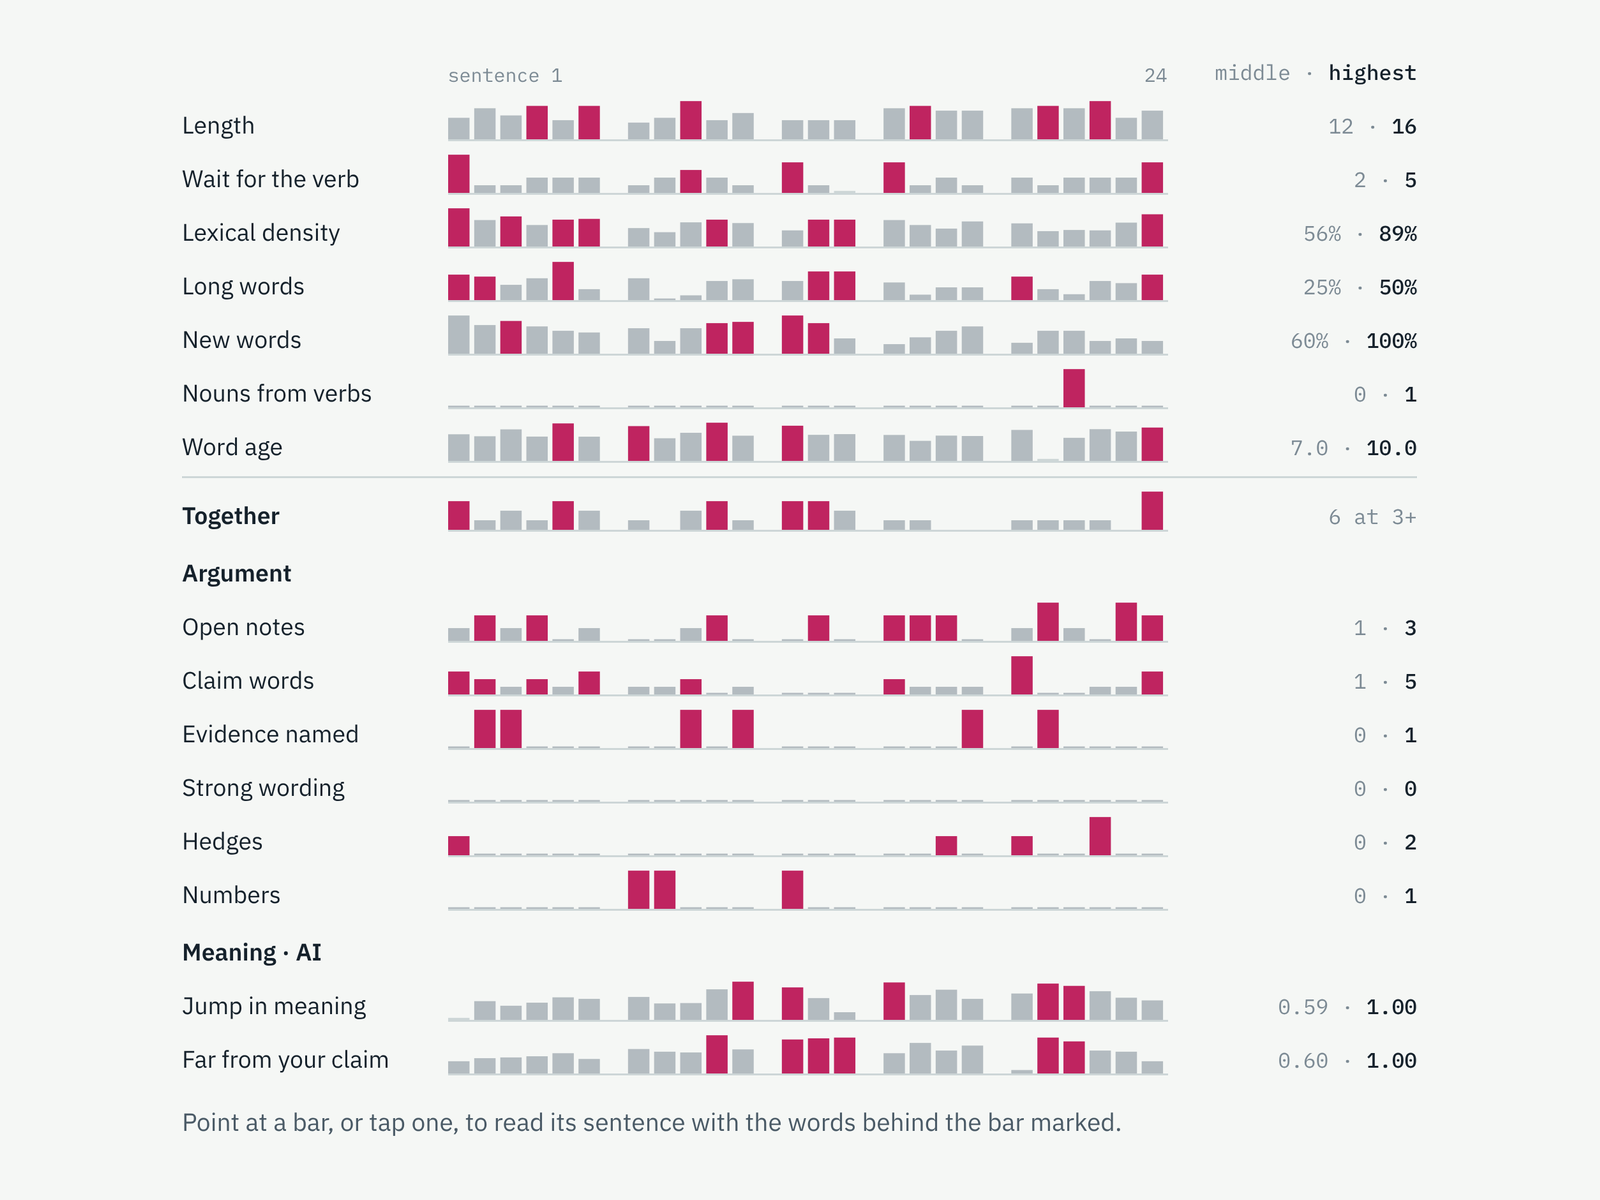 sentence 1 24 middle · highest
Length 12 · 16
Wait for the verb 2 · 5
Lexical density 56% · 89%
Long words 25% · 50%
New words 60% · 100%
Nouns from verbs 0 · 1
Word age 7.0 · 10.0
Together 6 at 3+
Argument
Open notes 1 · 3
Claim words 1 · 5
Evidence named 0 · 1
Strong wording 0 · 0
Hedges 0 · 2
Numbers 0 · 1
Meaning · AI
Jump in meaning 0.59 · 1.00
Far from your claim 0.60 · 1.00
Point at a bar, or tap one, to read its sentence with the words behind the bar marked.